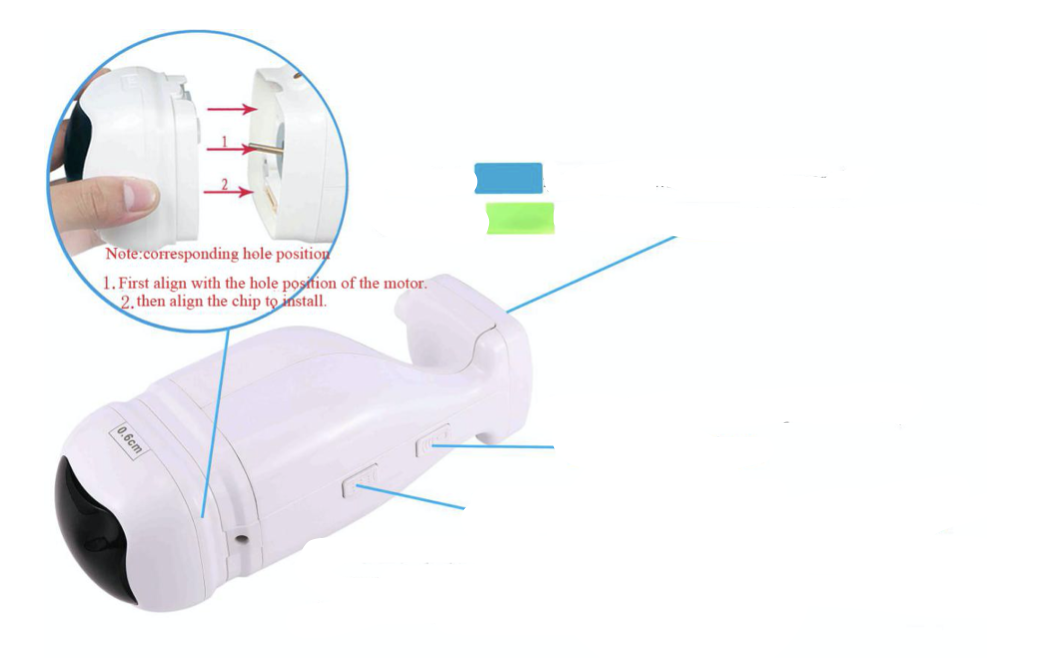 1
2
Note:corresponding hole position
1.First align with the hole position of the motor.
2.then align the chip to install.
0.6cm